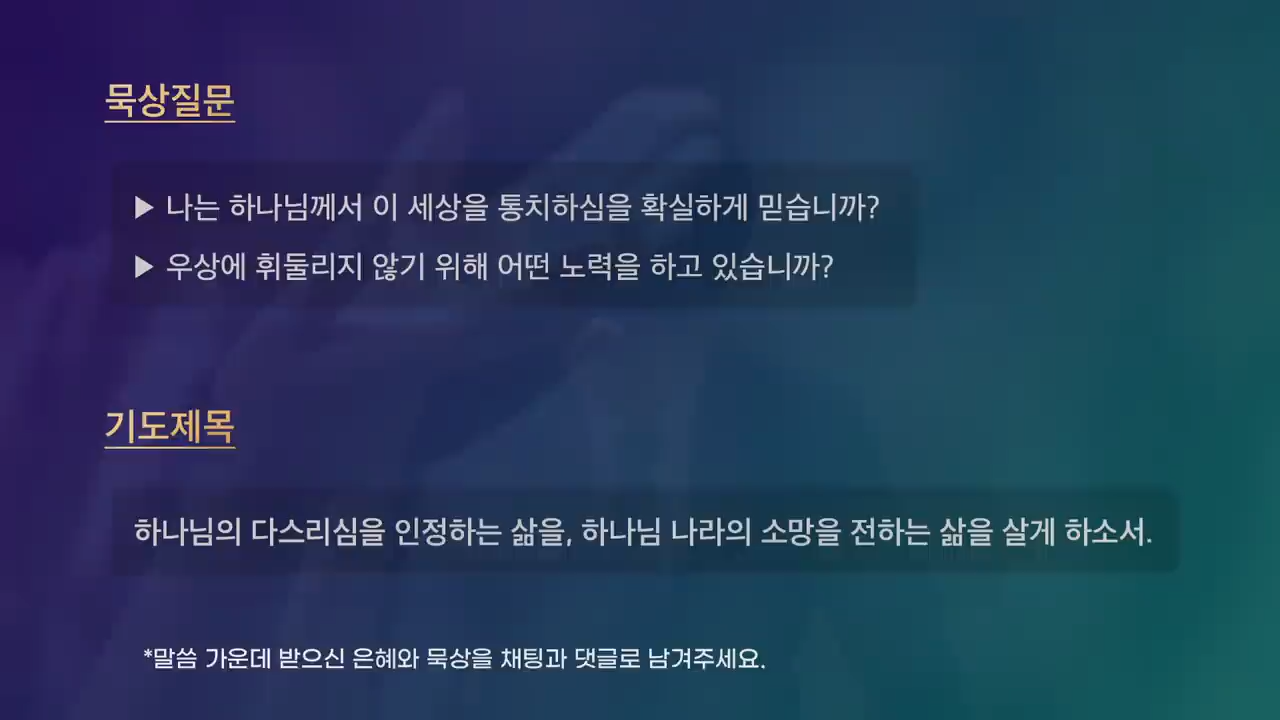 묵상질문
▶ 나는 하나님께서 이 세상을 통치하심을 확실하게 믿습니까?
▶ 우상에 휘둘리지 않기 위해 어떤 노력을 하고 있습니까?
기도제목
하나님의 다스리심을 인정하는 삶을, 하나님 나라의 소망을 전하는 삶을 살게 하소서.
*말씀 가운데 받으신 은혜와 묵상을 채팅과 댓글로 남겨주세요.